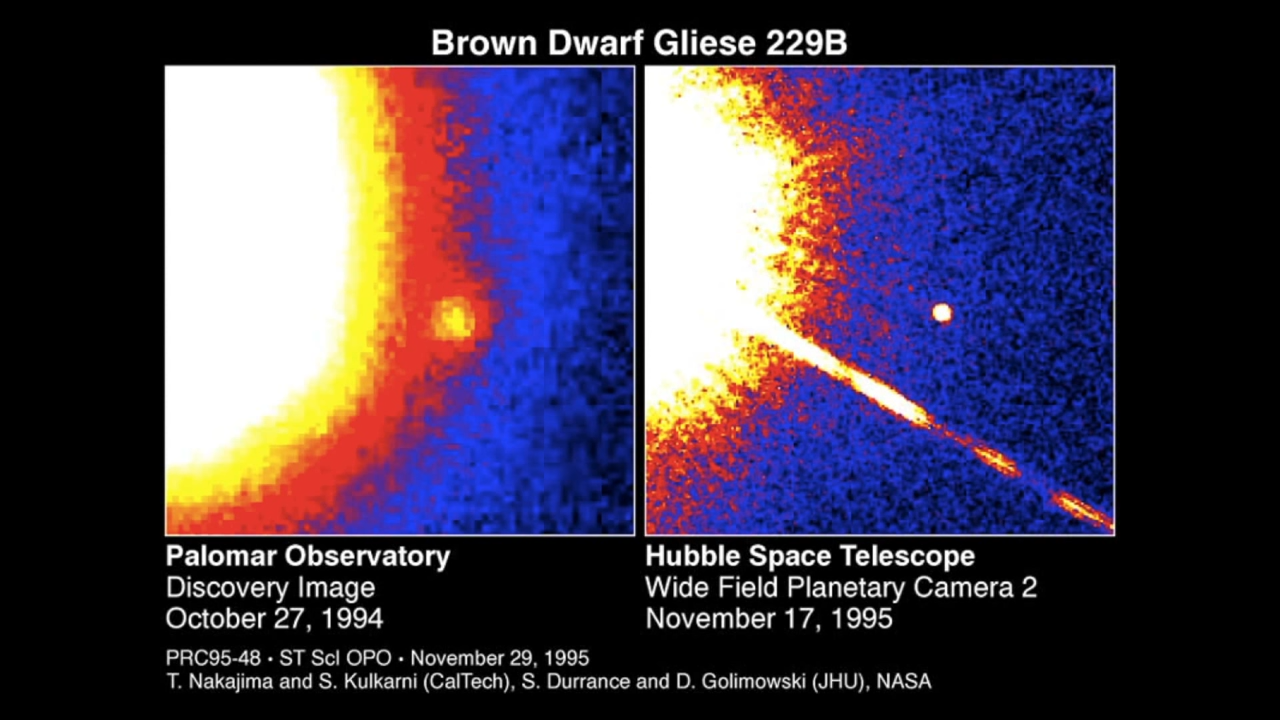 Brown Dwarf Gliese 229B
Palomar Observatory
Discovery Image
October 27, 1994
Hubble Space Telescope
Wide Field Planetary Camera 2
November 17, 1995
PRC95-48 · ST ScI OPO · November 29, 1995
T. Nakajima and S. Kulkarni (CalTech), S. Durrance and D. Golimowski (JHU), NASA